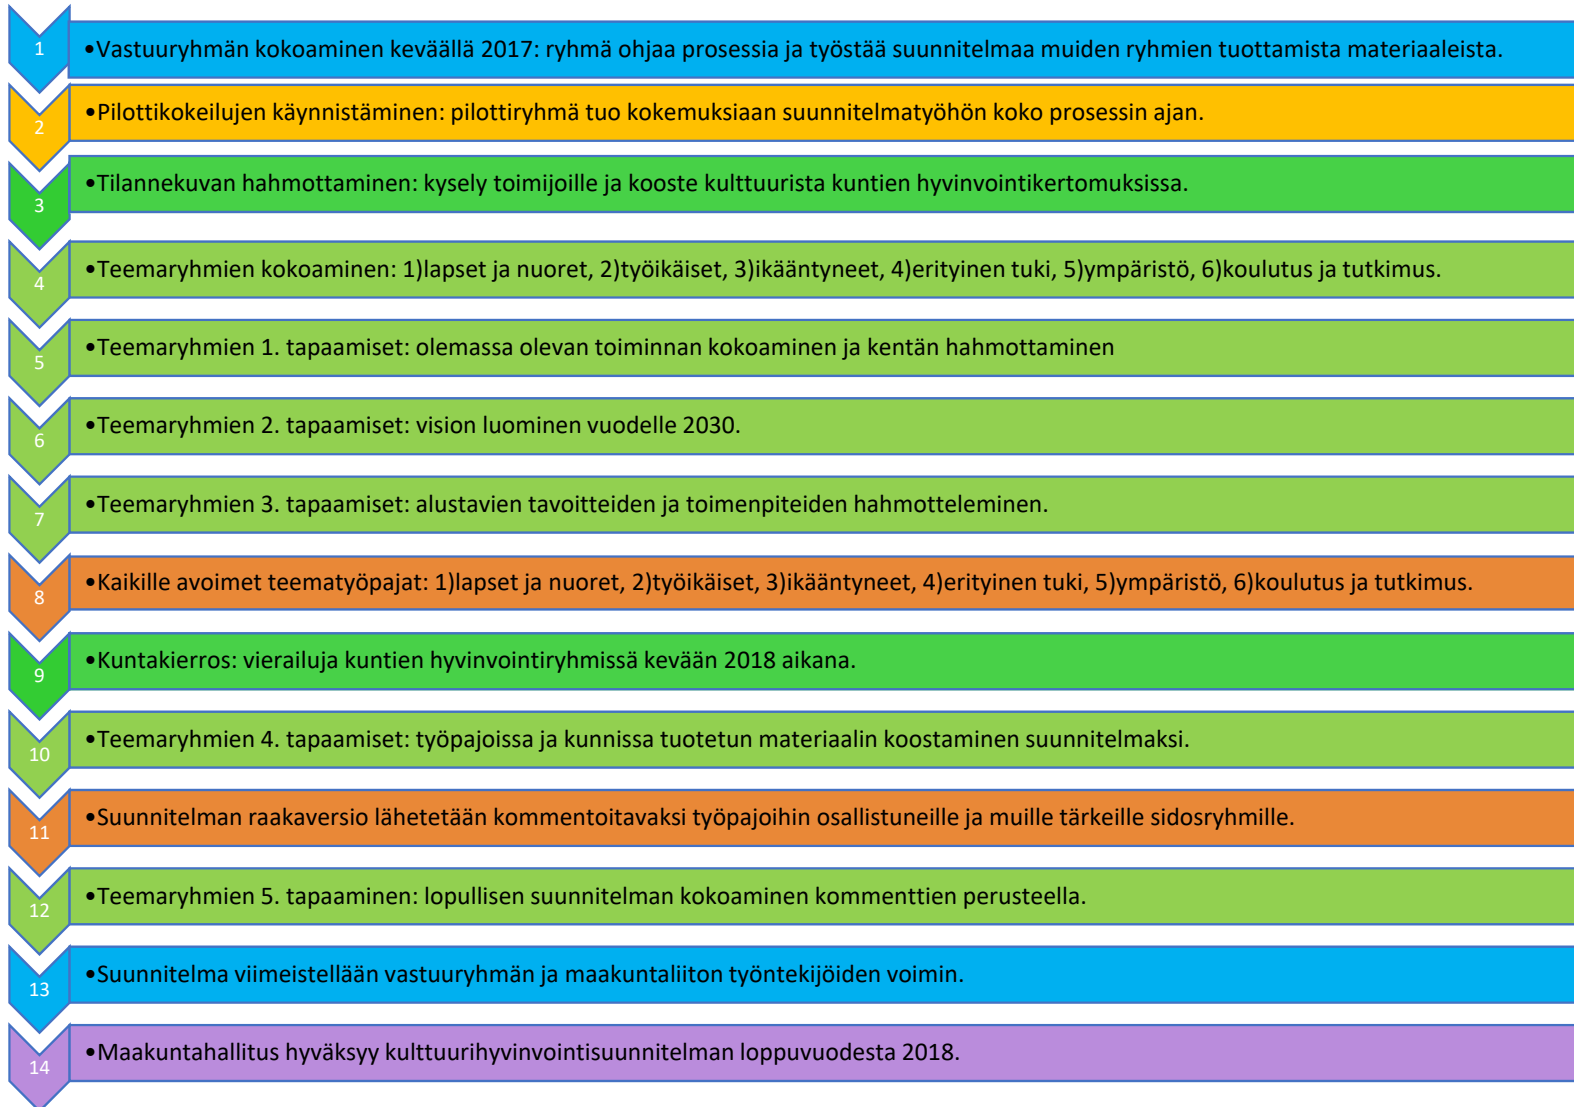 1
•Vastuuryhmän kokoaminen keväällä 2017: ryhmä ohjaa prosessia ja työstää suunnitelmaa muiden ryhmien tuottamista materiaaleista.
2
•Pilottikokeilujen käynnistäminen: pilottiryhmä tuo kokemuksiaan suunnitelmatyöhön koko prosessin ajan.
3
•Tilannekuvan hahmottaminen: kysely toimijoille ja kooste kulttuurista kuntien hyvinvointikertomuksissa.
4
•Teemaryhmien kokoaminen: 1)lapset ja nuoret, 2)työikäiset, 3)ikääntyneet, 4)erityinen tuki, 5)ympäristö, 6)koulutus ja tutkimus.
5
•Teemaryhmien 1. tapaamiset: olemassa olevan toiminnan kokoaminen ja kentän hahmottaminen
6
•Teemaryhmien 2. tapaamiset: vision luominen vuodelle 2030.
7
•Teemaryhmien 3. tapaamiset: alustavien tavoitteiden ja toimenpiteiden hahmotteleminen.
8
•Kaikille avoimet teematyöpajat: 1)lapset ja nuoret, 2)työikäiset, 3)ikääntyneet, 4)erityinen tuki, 5)ympäristö, 6)koulutus ja tutkimus.
9
•Kuntakierros: vierailuja kuntien hyvinvointiryhmissä kevään 2018 aikana.
10
•Teemaryhmien 4. tapaamiset: työpajoissa ja kunnissa tuotetun materiaalin koostaminen suunnitelmaksi.
11
•Suunnitelman raakaversio lähetetään kommentoitavaksi työpajoihin osallistuneille ja muille tärkeille sidosryhmille.
12
•Teemaryhmien 5. tapaaminen: lopullisen suunnitelman kokoaminen kommenttien perusteella.
13
•Suunnitelma viimeistellään vastuuryhmän ja maakuntaliiton työntekijöiden voimin.
14
•Maakuntahallitus hyväksyy kulttuurihyvinvointisuunnitelman loppuvuodesta 2018.